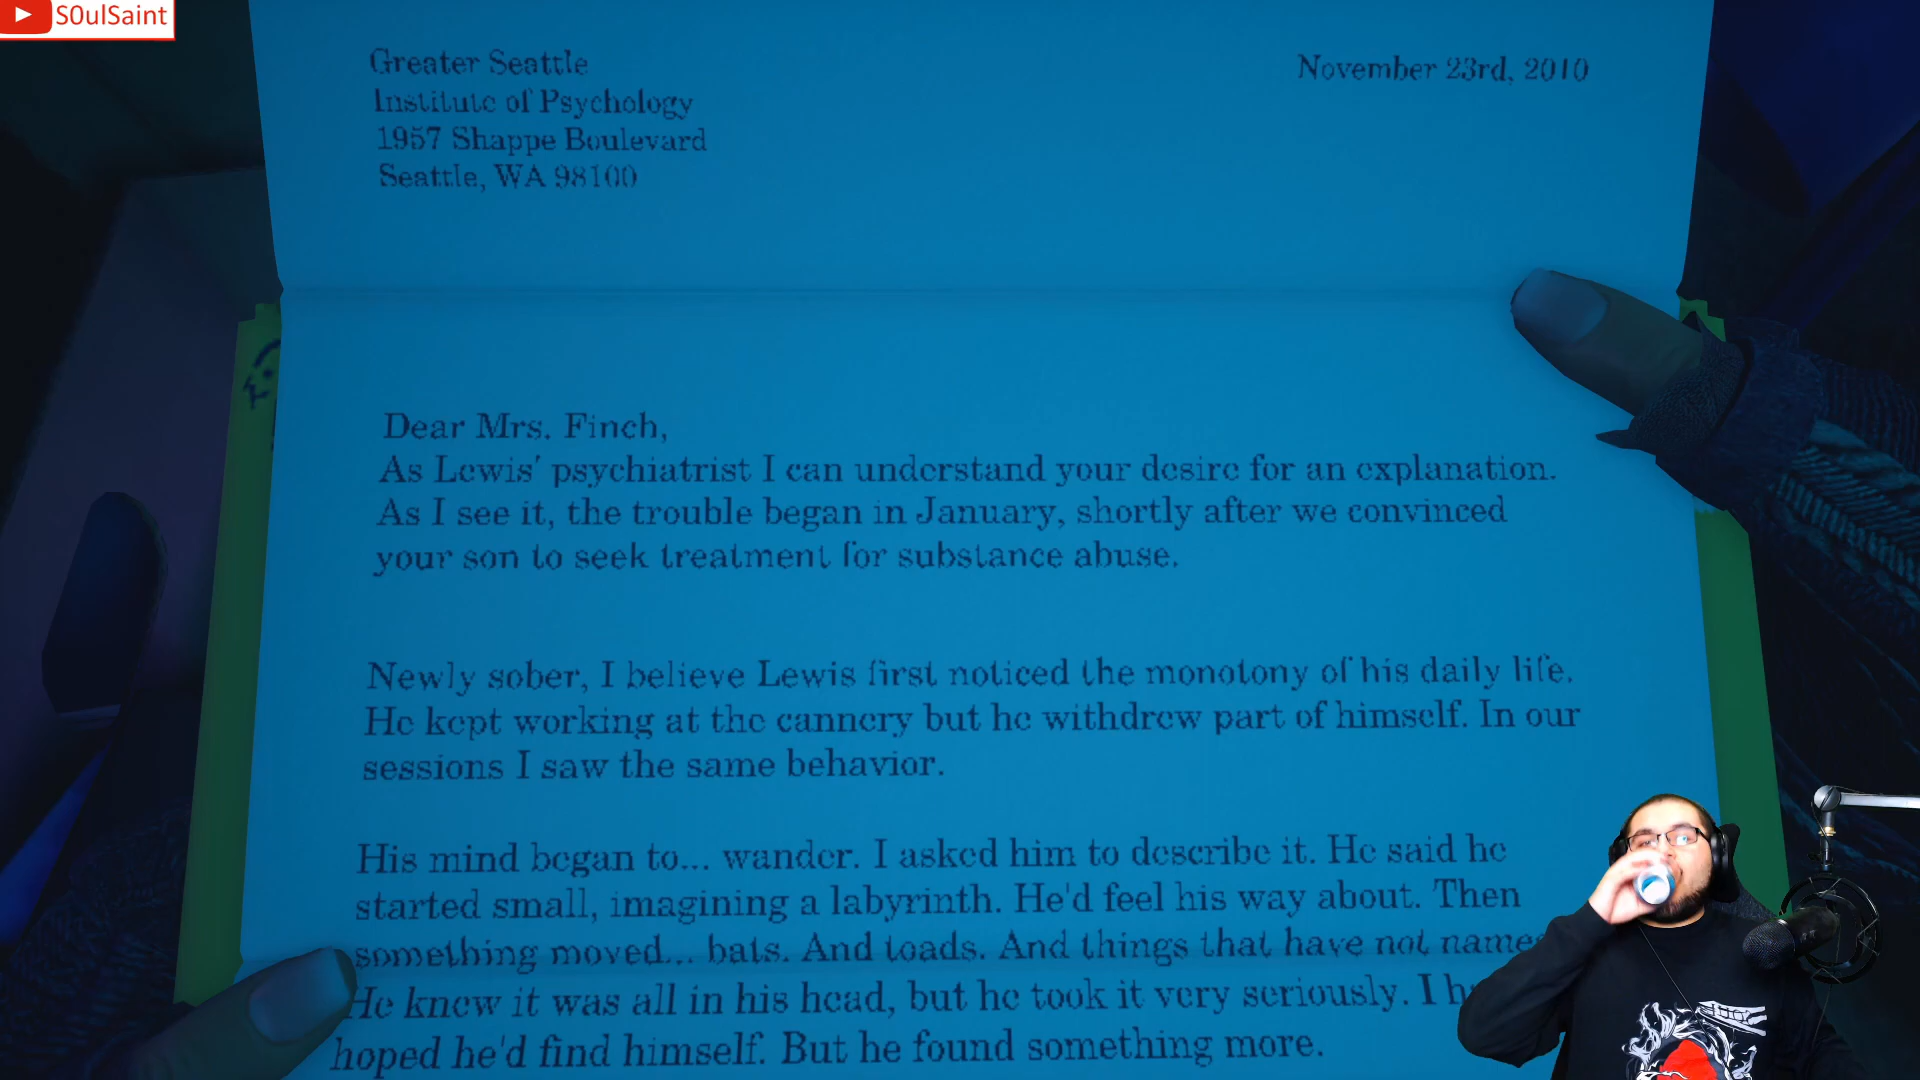 S0ulSaint
Greater Seattle
November 23rd, 2010
Institute of Psychology
1957 Shappe Boulevard
Seattle, WA 98100
Dear Mrs. Finch,
As Lewis' psychiatrist I can understand your desire for an explanation.
As I see it, the trouble began in January, shortly after we convinced
your son to seek treatment for substance abuse.
Newly sober, I believe Lewis first noticed the monotony of his daily life.
He kept working at the cannery but he withdrew part of himself. In our
sessions I saw the same behavior.
His mind began to... wander. I asked him to describe it. He said he
started small, imagining a labyrinth. He'd feel his way about. Then
something moved... bats. And toads. And things that have not names
He knew it was all in his head, but he took it very seriously. I
hoped he'd find himself. But he found something more.